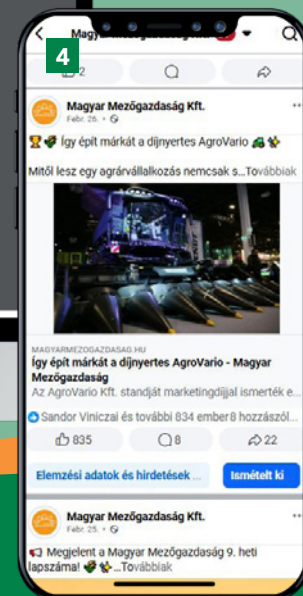 4
Magy
2
Magyar Mezőgazdaság Kft.
Febr. 26.
🏆🌽 Így épít márkát a díjnyertes AgroVario 🚜
Mitől lesz egy agrárvállalkozás nemcsak s...Továbbiak
MAGYARMEZOGAZDASAG.HU
Így épít márkát a díjnyertes AgroVario - Magyar
Mezőgazdaság
Az AgroVario Kft. standját marketingdíjjal ismerték e...
Sandor Viniczai és további 834 ember
8 hozzászól...
835
8
22
Elemzési adatok és hirdetések ...
Ismételt ki
Magyar Mezőgazdaság Kft.
Febr. 25.
📢 Megjelent a Magyar Mezőgazdaság 9. heti
lapszáma! ...Továbbiak